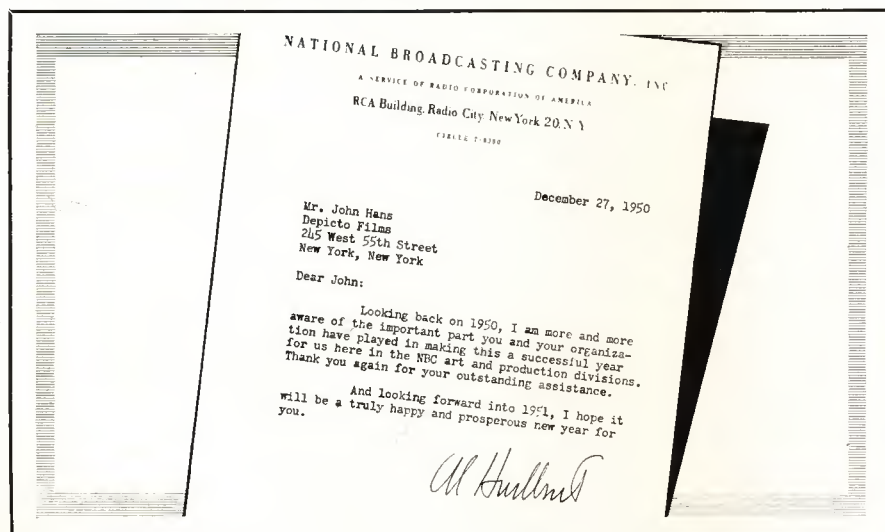 NATIONAL BROADCASTING COMPANY, INC
A SERVICE OF RADIO CORPORATION OF AMERICA
RCA Building, Radio City, New York 20, N Y
CIRCLE 7-8300
December 27, 1950
Mr. John Hans
Depicto Films
245 West 55th Street
New York, New York
Dear John:
Looking back on 1950, I am more and more
aware of the important part you and your organiza-
tion have played in making this a successful year
for us here in the NBC art and production divisions.
Thank you again for your outstanding assistance.
And looking forward into 1951, I hope it
will be a truly happy and prosperous new year for
you.
Al